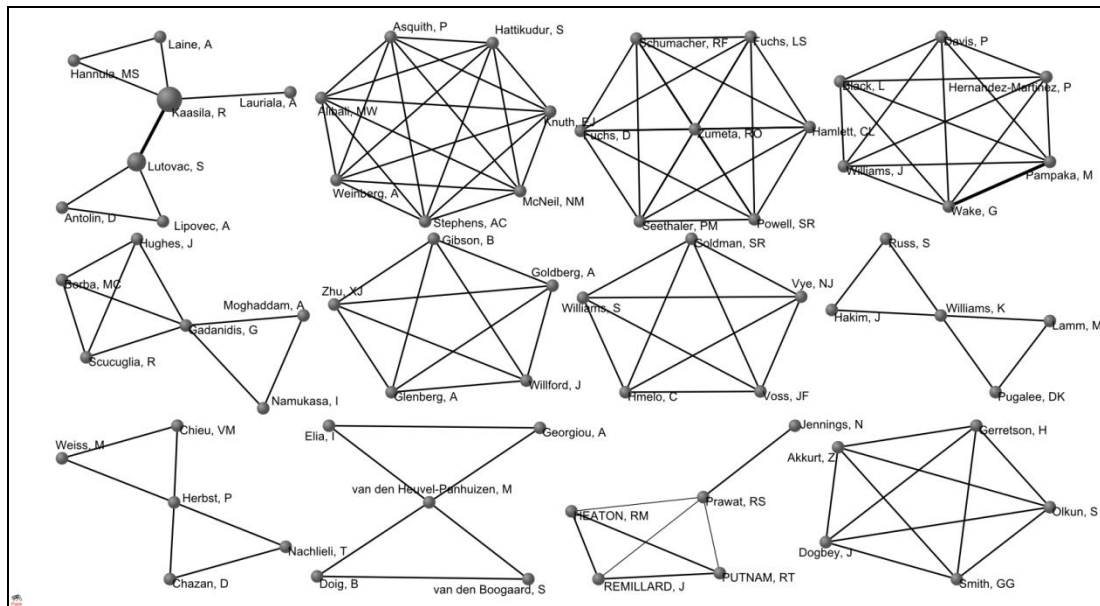 Laine, A
Hannula, MS
Lauriala, A
Kaasila, R
Lutovac, S
Antolin, D
Lipovec, A
Asquith, P
Hattikudur, S
Alibali, MW
Knuth, EJ
Weinberg, A
McNeil, NM
Stephens, AC
Schumacher, RF
Fuchs, LS
Fuchs, D
Zumeta, RO
Hamlett, CL
Seethaler, PM
Powell, SR
Davis, P
Black, L
Hernandez-Martinez, P
Williams, J
Pampaka, M
Wake, G
Hughes, J
Borba, MC
Moghaddam, A
Gadanidis, G
Scucuglia, R
Namukasa, I
Gibson, B
Goldberg, A
Zhu, XJ
Willford, J
Glenberg, A
Goldman, SR
Vye, NJ
Williams, S
Hmelo, C
Voss, JF
Russ, S
Hakim, J
Williams, K
Lamm, M
Pugalee, DK
Chieu, VM
Weiss, M
Herbst, P
Nachlieli, T
Chazan, D
Elia, I
Georgiou, A
van den Heuvel-Panhuizen, M
Doig, B
van den Boogaard, S
Jennings, N
Prawat, RS
HEATON, RM
REMILLARD, J
PUTNAM, RT
Gerretson, H
Akkurt, Z
Olkun, S
Dogbey, J
Smith, GG